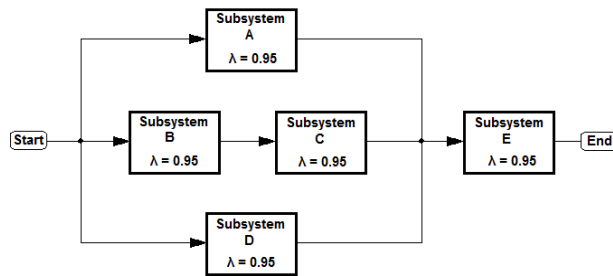 Subsystem
A
λ = 0.95
Start
Subsystem
B
λ = 0.95
Subsystem
C
λ = 0.95
Subsystem
E
λ = 0.95
End
Subsystem
D
λ = 0.95